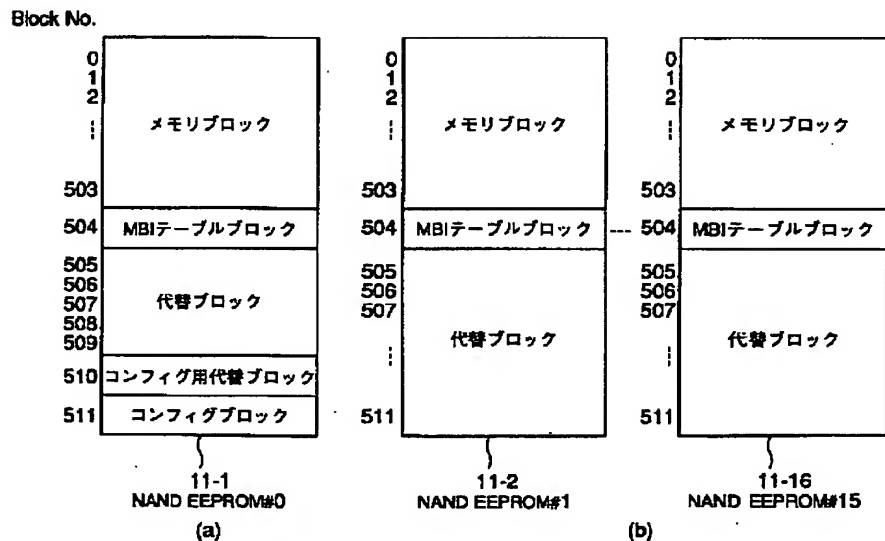 Block No.
0
1
2
メモリブロック
503
504
MBIテーブルブロック
505
506
507
508
509
代替ブロック
510
コンフィグ用代替ブロック
511
コンフィグブロック
11-1
NAND EEPROM#0
(a)
0
1
2
メモリブロック
503
504
MBIテーブルブロック
505
506
507
代替ブロック
511
11-2
NAND EEPROM#1
0
1
2
メモリブロック
503
504
MBIテーブルブロック
505
506
507
代替ブロック
511
11-16
NAND EEPROM#15
(b)